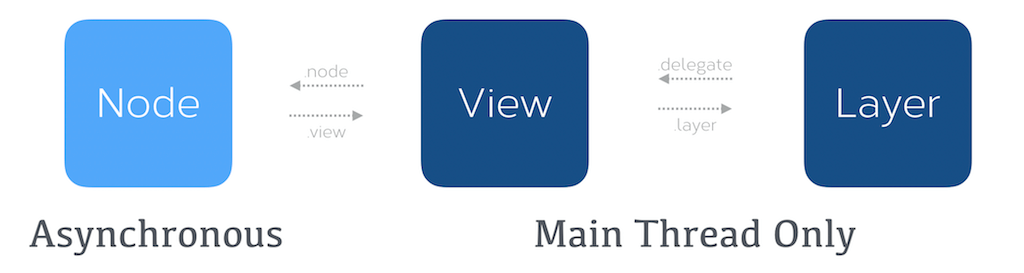 Node
.node
.view
View
.delegate
.layer
Layer
Asynchronous
Main Thread Only